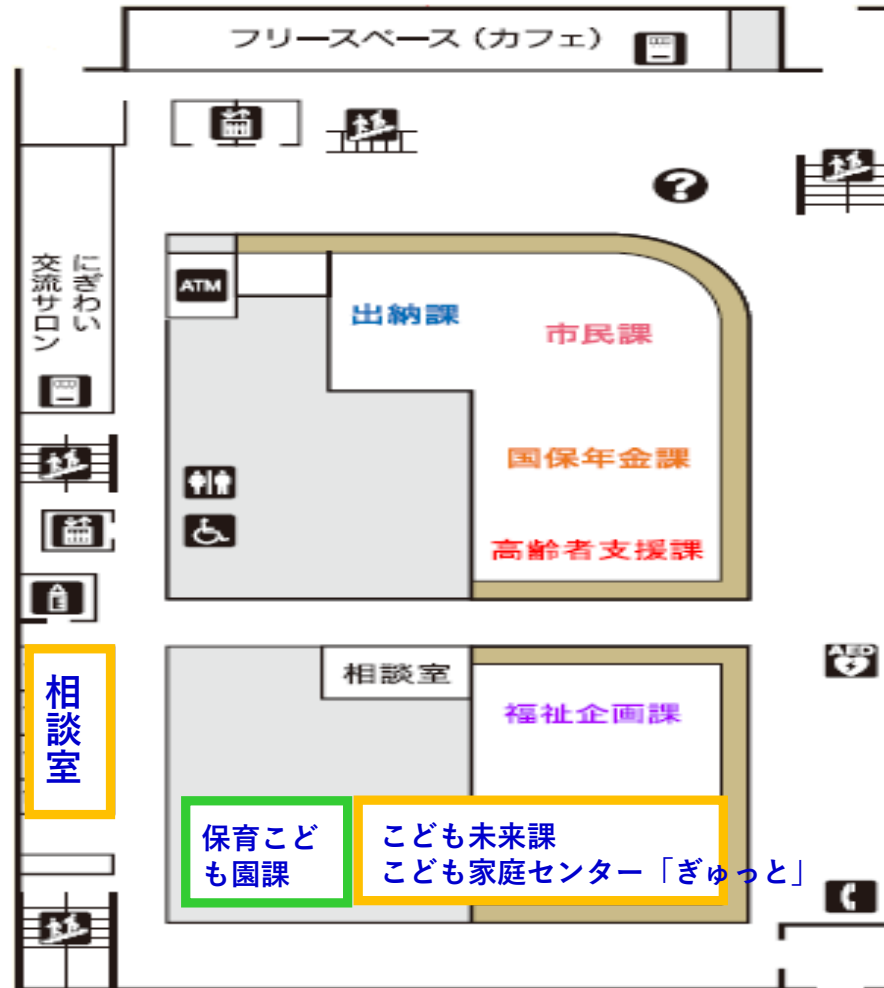 フリースペース（カフェ）
?
にぎわい
交流サロン
ATM
出納課
市民課
国保年金課
高齢者支援課
相談室
相談室
福祉企画課
AED
保育こど
も園課
こども未来課
こども家庭センター「ぎゅっと」